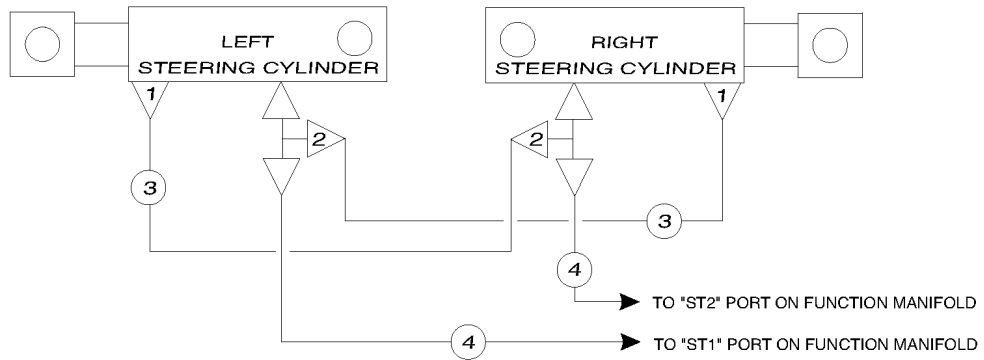 LEFT
STEERING CYLINDER
RIGHT
STEERING CYLINDER
1
1
2
2
3
3
4
TO "ST2" PORT ON FUNCTION MANIFOLD
4
TO "ST1" PORT ON FUNCTION MANIFOLD